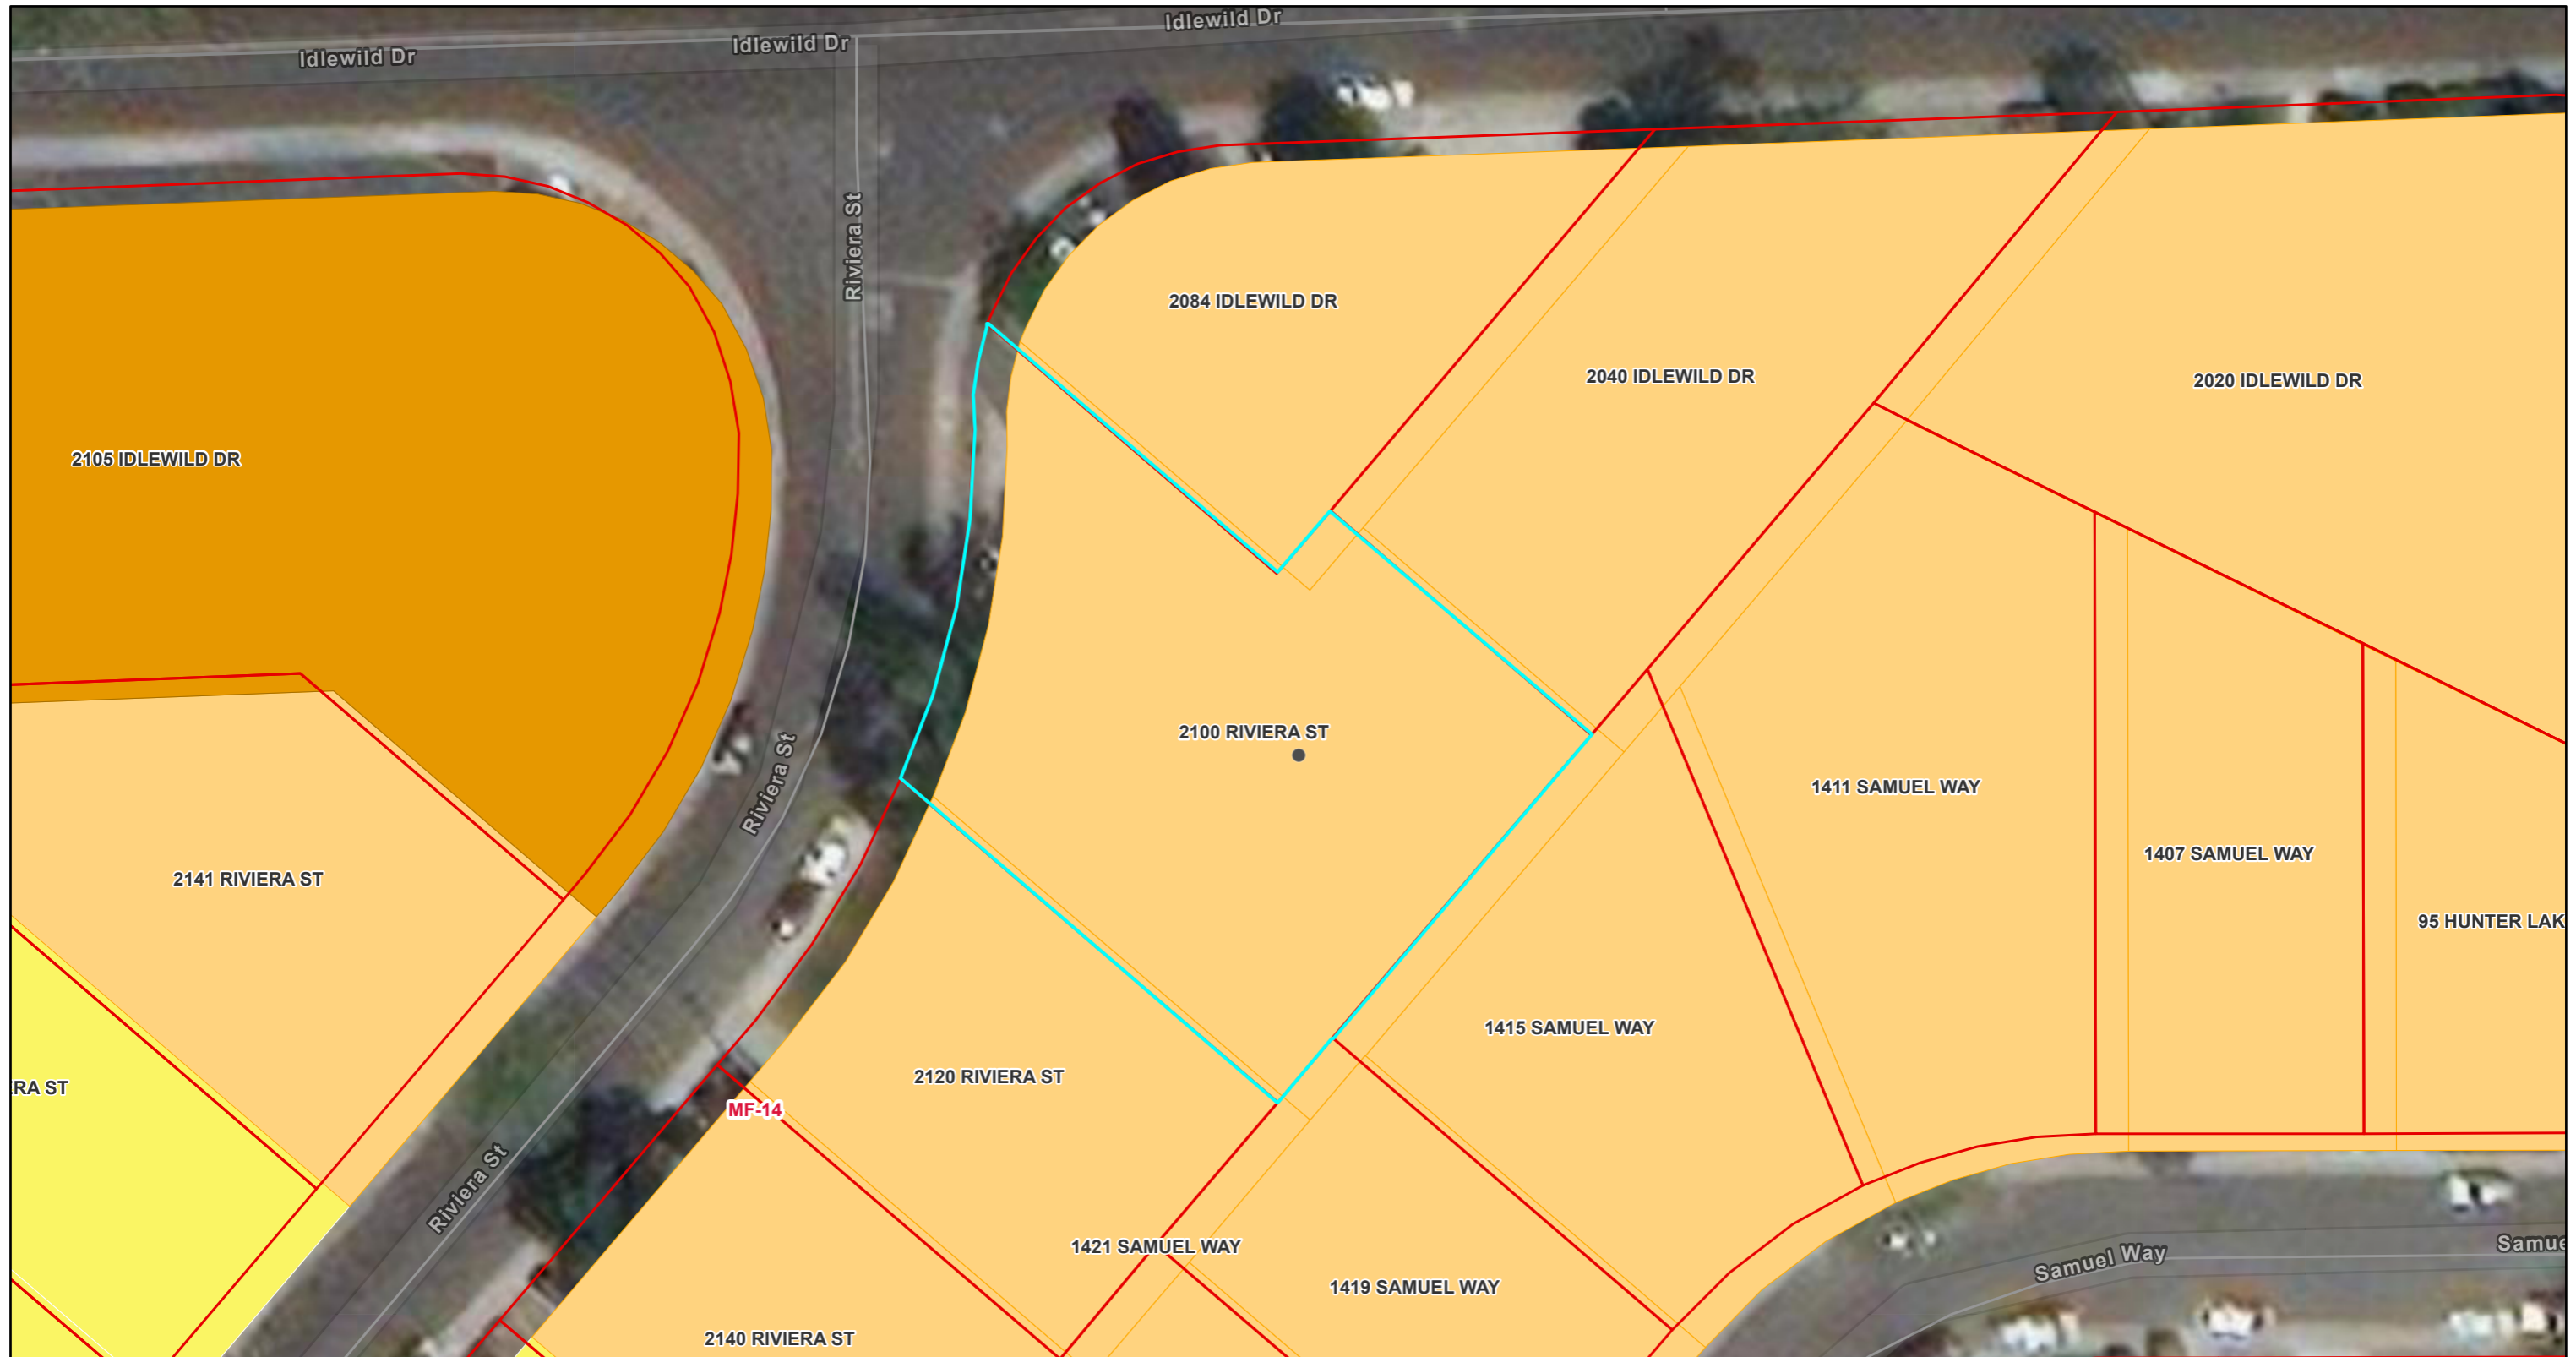 Idlewild Dr
Idlewild Dr
Idlewild Dr
Riviera St
2084 IDLEWILD DR
2040 IDLEWILD DR
2020 IDLEWILD DR
2105 IDLEWILD DR
2100 RIVIERA ST
Riviera St
1411 SAMUEL WAY
1407 SAMUEL WAY
2141 RIVIERA ST
95 HUNTER LAK
1415 SAMUEL WAY
2120 RIVIERA ST
RA ST
MF-14
Riviera St
1421 SAMUEL WAY
1419 SAMUEL WAY
Samuel Way
Samue
2140 RIVIERA ST